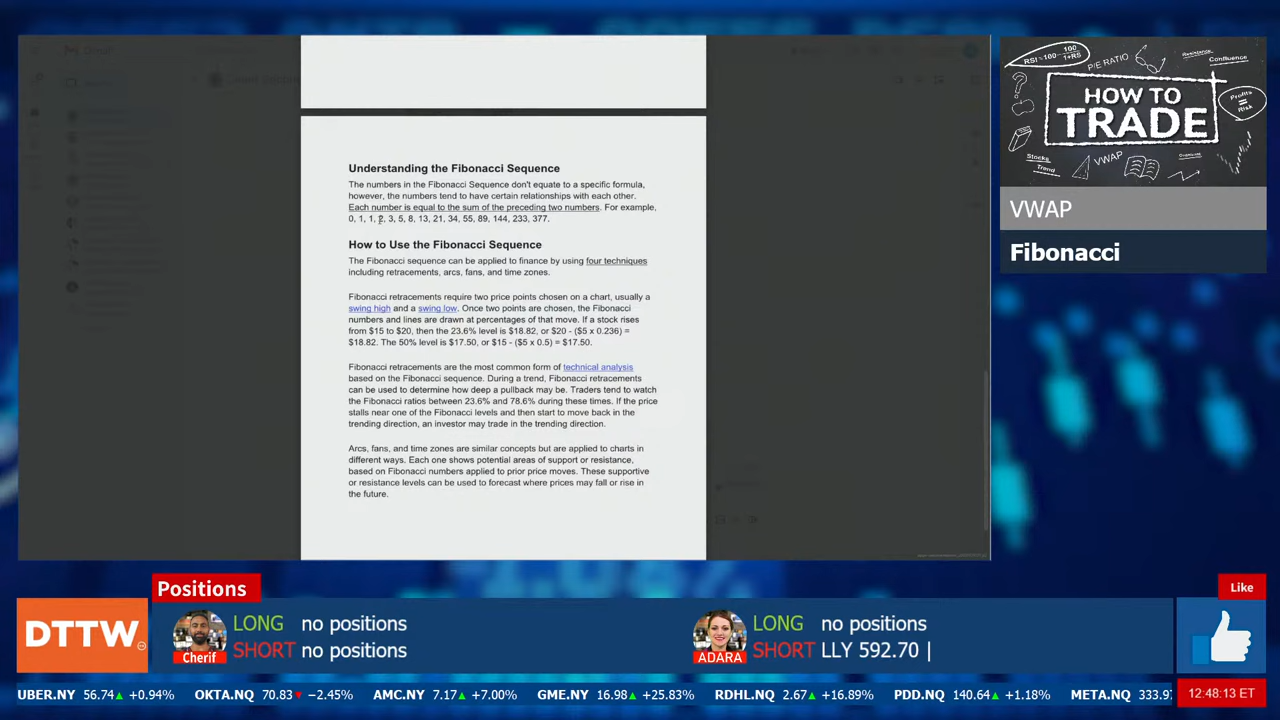 Understanding the Fibonacci Sequence
The numbers in the Fibonacci Sequence don't equate to a specific formula,
however, the numbers tend to have certain relationships with each other.
Each number is equal to the sum of the preceding two numbers. For example,
0, 1, 1, 2, 3, 5, 8, 13, 21, 34, 55, 89, 144, 233, 377.
How to Use the Fibonacci Sequence
The Fibonacci sequence can be applied to finance by using four techniques
including retracements, arcs, fans, and time zones.
Fibonacci retracements require two price points chosen on a chart, usually a
swing high and a swing low. Once two points are chosen, the Fibonacci
numbers and lines are drawn at percentages of that move. If a stock rises
from $15 to $20, then the 23.6% level is $18.82, or $20 - ($5 x 0.236) =
$18.82. The 50% level is $17.50, or $15 - ($5 x 0.5) = $17.50.
Fibonacci retracements are the most common form of technical analysis
based on the Fibonacci sequence. During a trend, Fibonacci retracements
can be used to determine how deep a pullback may be. Traders tend to watch
the Fibonacci ratios between 23.6% and 78.6% during these times. If the price
stalls near one of the Fibonacci levels and then start to move back in the
trending direction, an investor may trade in the trending direction.
Arcs, fans, and time zones are similar concepts but are applied to charts in
different ways. Each one shows potential areas of support or resistance,
based on Fibonacci numbers applied to prior price moves. These supportive
or resistance levels can be used to forecast where prices may fall or rise in
the future.
RSI=100-100/1+RS
P/E RATIO
Resistance
Confluence
HOW TO
TRADE
Profits = Risk
Stocks
Trend
VWAP
VWAP
Fibonacci
Positions
Like
DTTW
Cherif
LONG no positions
SHORT no positions
ADARA
LONG no positions
SHORT LLY 592.70 |
UBER.NY 56.74 +0.94% OKTA.NQ 70.83 −2.45% AMC.NY 7.17 +7.00% GME.NY 16.98 +25.83% RDHL.NQ 2.67 +16.89% PDD.NQ 140.64 +1.18% META.NQ 333.97
12:48:13 ET